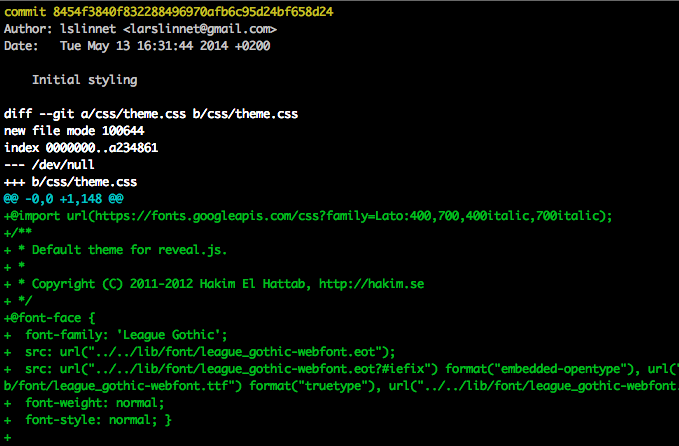 commit 8454f3840f832288496970afb6c95d24bf658d24
Author: lslinnet <larslinnet@gmail.com>
Date:   Tue May 13 16:31:44 2014 +0200

    Initial styling

diff --git a/css/theme.css b/css/theme.css
new file mode 100644
index 0000000..a234861
--- /dev/null
+++ b/css/theme.css
@@ -0,0 +1,148 @@
+@import url(https://fonts.googleapis.com/css?family=Lato:400,700,400italic,700italic);
+/**
+ * Default theme for reveal.js.
+ *
+ * Copyright (C) 2011-2012 Hakim El Hattab, http://hakim.se
+ */
+@font-face {
+  font-family: 'League Gothic';
+  src: url("../../lib/font/league_gothic-webfont.eot");
+  src: url("../../lib/font/league_gothic-webfont.eot?#iefix") format("embedded-opentype"), url("
b/font/league_gothic-webfont.ttf") format("truetype"), url("../../lib/font/league_gothic-webfont.
+  font-weight: normal;
+  font-style: normal; }
+